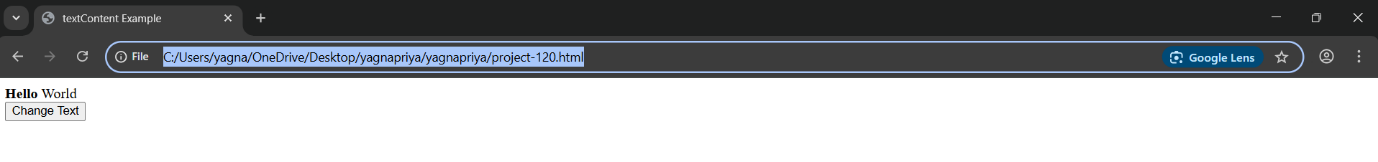 textContent Example
File C:/Users/yagna/OneDrive/Desktop/yagnapriya/yagnapriya/project-120.html Google Lens
Hello World
Change Text